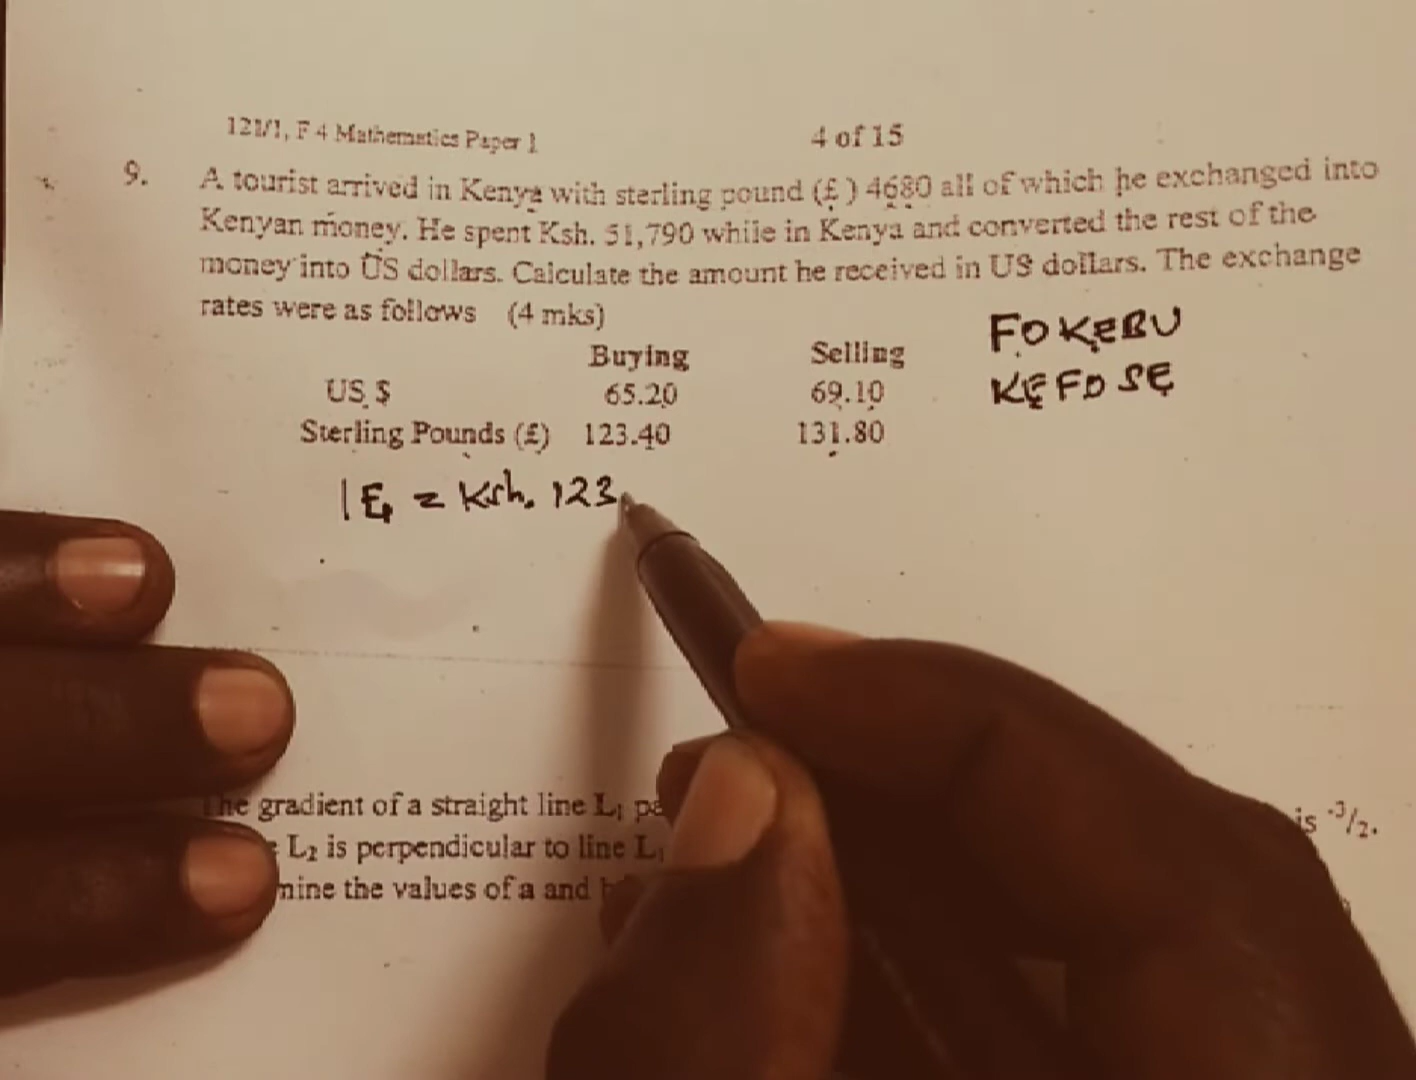 121/1, F 4 Mathematics Paper 1 4 of 15
9. A tourist arrived in Kenya with sterling pound (£) 4680 all of which he exchanged into
Kenyan money. He spent Ksh. 51,790 while in Kenya and converted the rest of the
money into US dollars. Calculate the amount he received in US dollars. The exchange
rates were as follows (4 mks)
Buying Selling
US $ 65.20 69.10
Sterling Pounds (£) 123.40 131.80
FOKEBU
KEFOSE
1 £ = Ksh. 123.
The gradient of a straight line L₁ is ⁻³/₂.
L₂ is perpendicular to line L₁
the values of a and